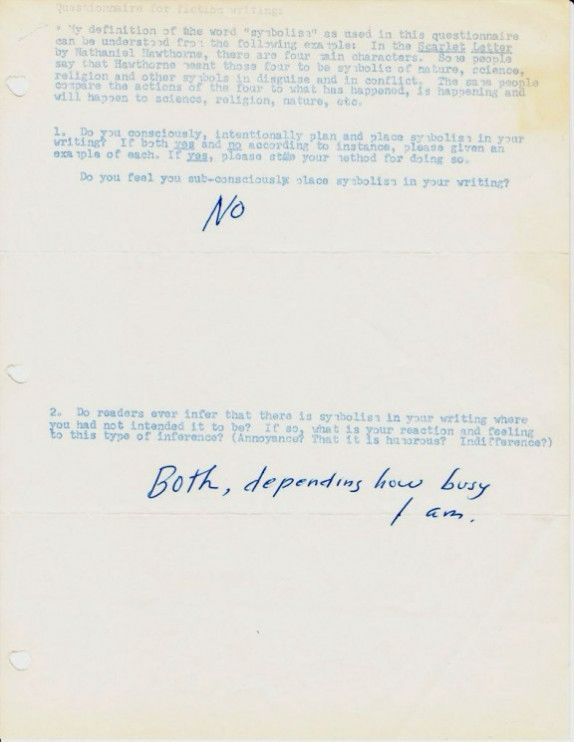 Questionnaire for fiction writing:
* My definition of the word "symbolism" as used in this questionnaire
can be understood from the following example: In the Scarlet Letter
by Nathaniel Hawthorne, there are four main characters. Some people
say that Hawthorne meant those four to be symbolic of nature, science,
religion and other symbols in disguise and in conflict. The same people
compare the actions of the four to what has happened, is happening and
will happen to science, religion, nature, etc.
1. Do you consciously, intentionally plan and place symbolism in your
writing? If both yes and no according to instance, please given an
example of each. If yes, please state your method for doing so.
Do you feel you sub-consciously place symbolism in your writing?
No
2. Do readers ever infer that there is symbolism in your writing where
you had not intended it to be? If so, what is your reaction and feeling
to this type of inference? (Annoyance? That it is humorous? Indifference?)
Both, depending how busy
I am.